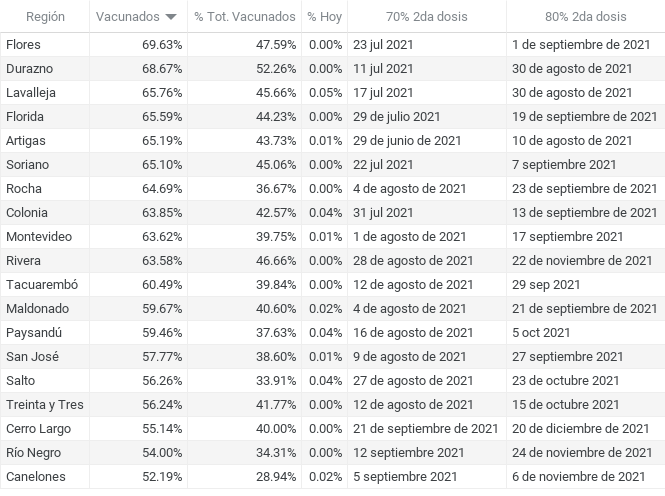 Región Vacunados % Tot. Vacunados % Hoy 70% 2da dosis 80% 2da dosis
Flores 69.63% 47.59% 0.00% 23 jul 2021 1 de septiembre de 2021
Durazno 68.67% 52.26% 0.00% 11 jul 2021 30 de agosto de 2021
Lavalleja 65.76% 45.66% 0.05% 17 jul 2021 30 de agosto de 2021
Florida 65.59% 44.23% 0.00% 29 de julio 2021 19 de septiembre de 2021
Artigas 65.19% 43.73% 0.01% 29 de junio de 2021 10 de agosto de 2021
Soriano 65.10% 45.06% 0.00% 22 jul 2021 7 septiembre 2021
Rocha 64.69% 36.67% 0.00% 4 de agosto de 2021 23 de septiembre de 2021
Colonia 63.85% 42.57% 0.04% 31 jul 2021 13 de septiembre de 2021
Montevideo 63.62% 39.75% 0.01% 1 de agosto de 2021 17 septiembre 2021
Rivera 63.58% 46.66% 0.00% 28 de agosto de 2021 22 de noviembre de 2021
Tacuarembó 60.49% 39.84% 0.00% 12 de agosto de 2021 29 sep 2021
Maldonado 59.67% 40.60% 0.02% 4 de agosto de 2021 21 de septiembre de 2021
Paysandú 59.46% 37.63% 0.04% 16 de agosto de 2021 5 oct 2021
San José 57.77% 38.60% 0.01% 9 de agosto de 2021 27 septiembre 2021
Salto 56.26% 33.91% 0.04% 27 de agosto de 2021 23 de octubre 2021
Treinta y Tres 56.24% 41.77% 0.00% 12 de agosto de 2021 15 de octubre 2021
Cerro Largo 55.14% 40.00% 0.00% 21 de septiembre de 2021 20 de diciembre de 2021
Río Negro 54.00% 34.31% 0.00% 12 septiembre 2021 24 de noviembre de 2021
Canelones 52.19% 28.94% 0.02% 5 septiembre 2021 6 de noviembre de 2021